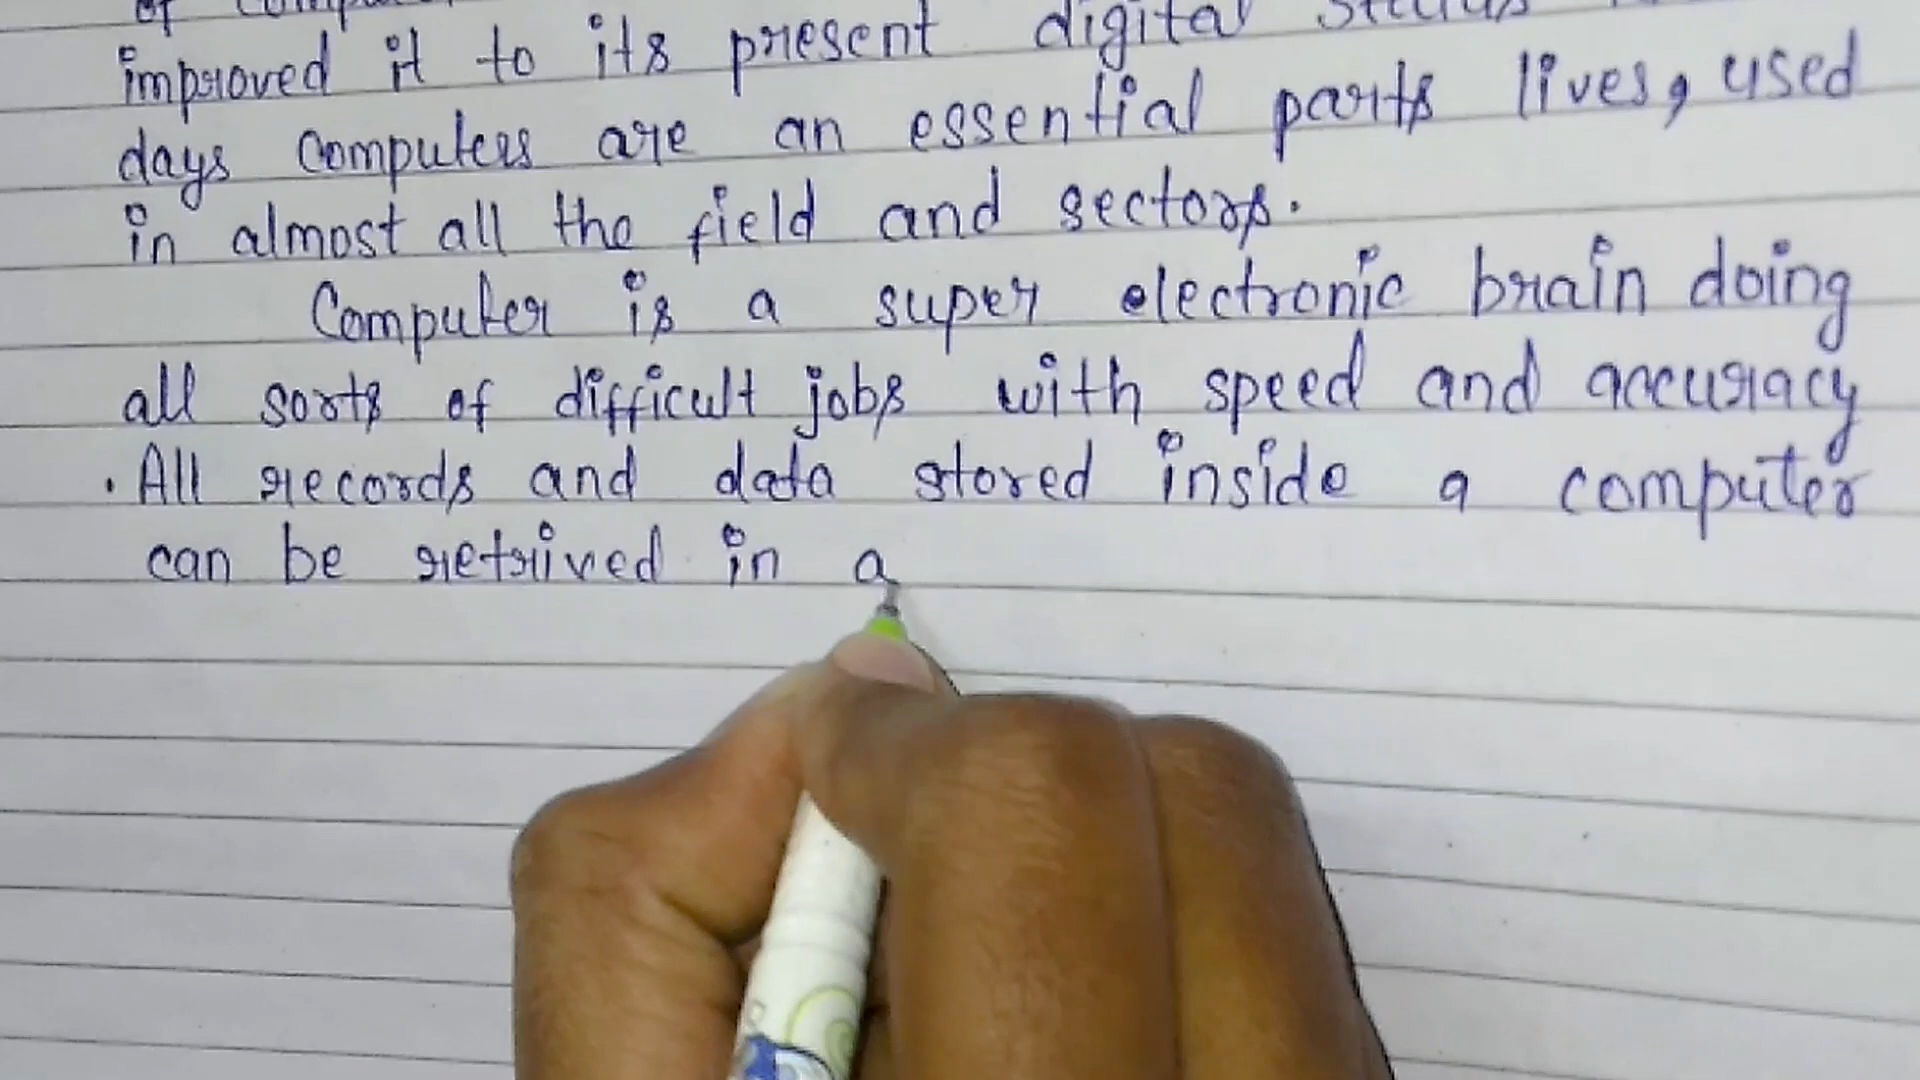 of
improved it to its present digital
days computers are an essential parts lives, used
in almost all the field and sectors.
Computer is a super electronic brain doing
all sorts of difficult jobs with speed and accuracy
. All records and data stored inside a computer
can be retrived in a